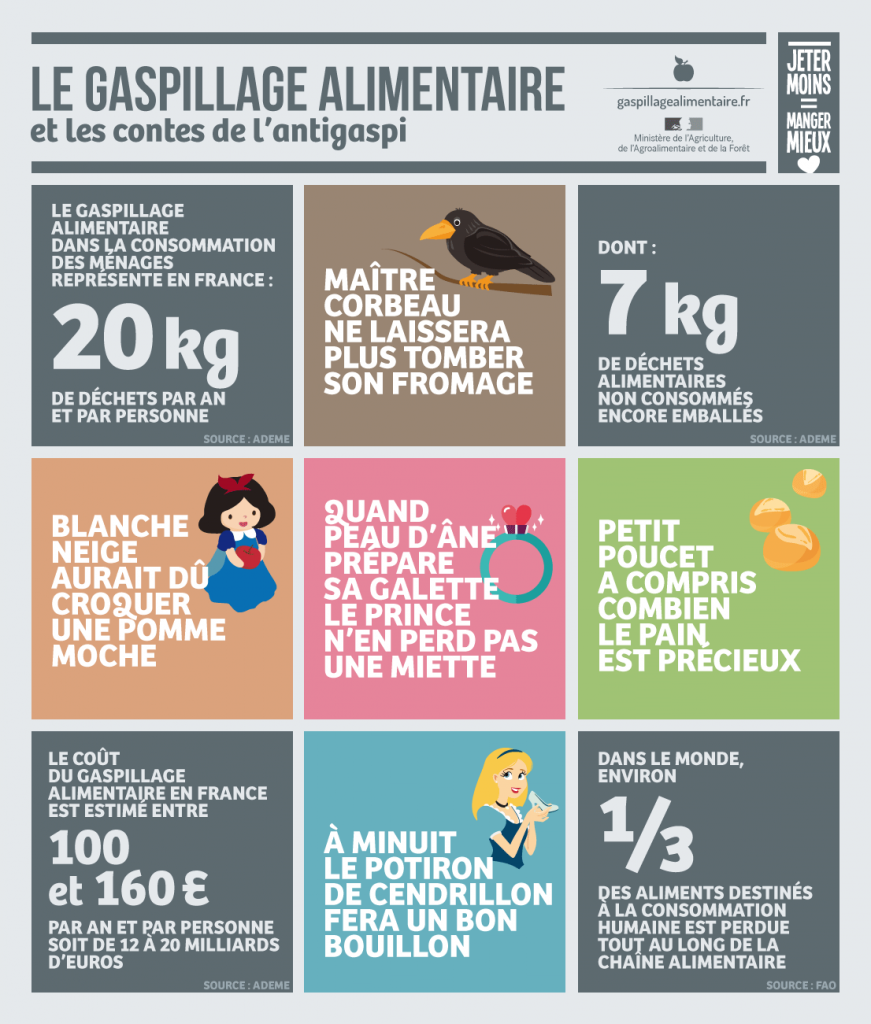 LE GASPILLAGE ALIMENTAIRE
et les contes de l'antigaspi
gaspillagealimentaire.fr
Ministère de l'Agriculture,
de l'Agroalimentaire et de la Forêt
JETER
MOINS
=
MANGER
MIEUX
LE GASPILLAGE
ALIMENTAIRE
DANS LA CONSOMMATION
DES MÉNAGES
REPRÉSENTE EN FRANCE :
20 kg
DE DÉCHETS PAR AN
ET PAR PERSONNE
SOURCE : ADEME
MAÎTRE
CORBEAU
NE LAISSERA
PLUS TOMBER
SON FROMAGE
DONT :
7 kg
DE DÉCHETS
ALIMENTAIRES
NON CONSOMMÉS
ENCORE EMBALLÉS
SOURCE : ADEME
BLANCHE
NEIGE
AURAIT DÛ
CROQUER
UNE POMME
MOCHE
QUAND
PEAU D'ÂNE
PRÉPARE
SA GALETTE
LE PRINCE
N'EN PERD PAS
UNE MIETTE
PETIT
POUCET
A COMPRIS
COMBIEN
LE PAIN
EST PRÉCIEUX
LE COÛT
DU GASPILLAGE
ALIMENTAIRE EN FRANCE
EST ESTIMÉ ENTRE
100
et 160 €
PAR AN ET PAR PERSONNE
SOIT DE 12 À 20 MILLIARDS
D'EUROS
SOURCE : ADEME
À MINUIT
LE POTIRON
DE CENDRILLON
FERA UN BON
BOUILLON
DANS LE MONDE,
ENVIRON
1/3
DES ALIMENTS DESTINÉS
À LA CONSOMMATION
HUMAINE EST PERDUE
TOUT AU LONG DE LA
CHAÎNE ALIMENTAIRE
SOURCE : FAO